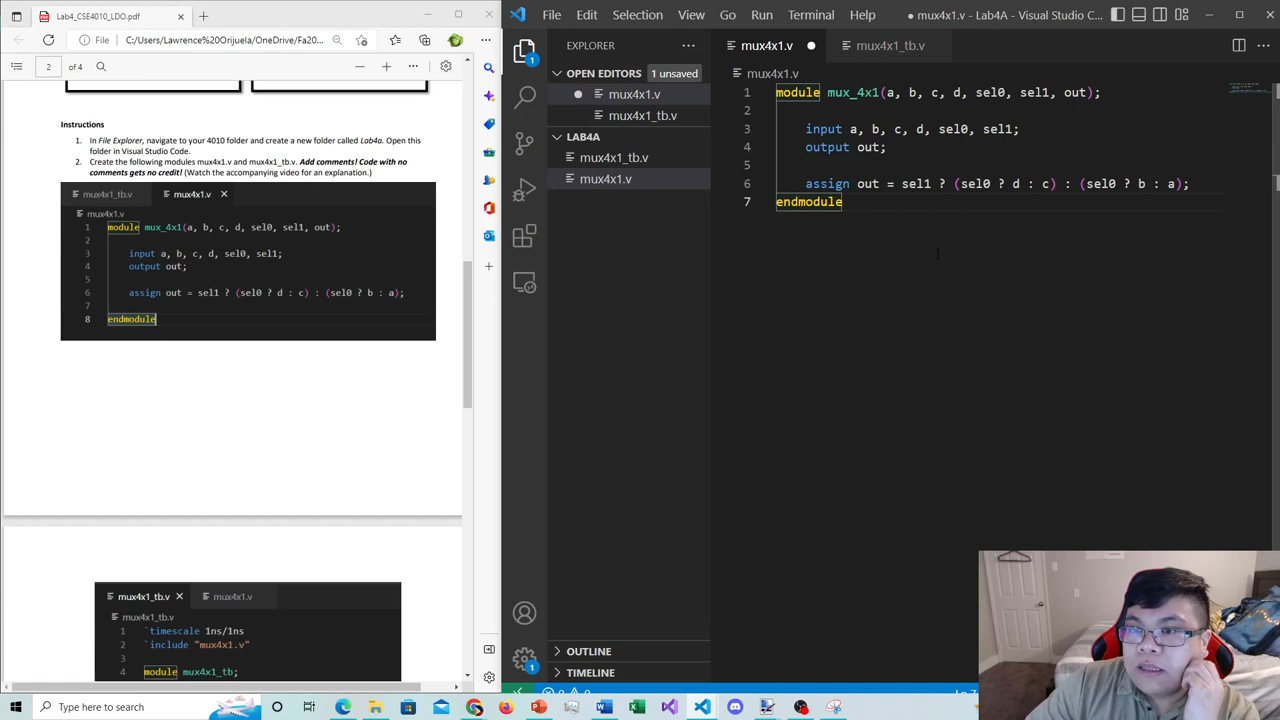 Lab4_CSE4010_LDO.pdf
File
C:/Users/Lawrence%20Orijuela/OneDrive/Fa20...
2
of 4
Instructions
1. In File Explorer, navigate to your 4010 folder and create a new folder called Lab4a. Open this
folder in Visual Studio Code.
2. Create the following modules mux4x1.v and mux4x1_tb.v. Add comments! Code with no
comments gets no credit! (Watch the accompanying video for an explanation.)
mux4x1_tb.v mux4x1.v
mux4x1.v
1 module mux_4x1(a, b, c, d, sel0, sel1, out);
2
3 input a, b, c, d, sel0, sel1;
4 output out;
5
6 assign out = sel1 ? (sel0 ? d : c) : (sel0 ? b : a);
7
8 endmodule
mux4x1_tb.v mux4x1.v
mux4x1_tb.v
1 `timescale 1ns/1ns
2 `include "mux4x1.v"
3
4 module mux4x1_tb;
File Edit Selection View Go Run Terminal Help
● mux4x1.v - Lab4A - Visual Studio C...
EXPLORER
OPEN EDITORS 1 unsaved
mux4x1.v
mux4x1_tb.v
LAB4A
mux4x1_tb.v
mux4x1.v
OUTLINE
TIMELINE
1
1
mux4x1.v
mux4x1_tb.v
mux4x1.v
1 module mux_4x1(a, b, c, d, sel0, sel1, out);
2
3 input a, b, c, d, sel0, sel1;
4 output out;
5
6 assign out = sel1 ? (sel0 ? d : c) : (sel0 ? b : a);
7 endmodule
Type here to search